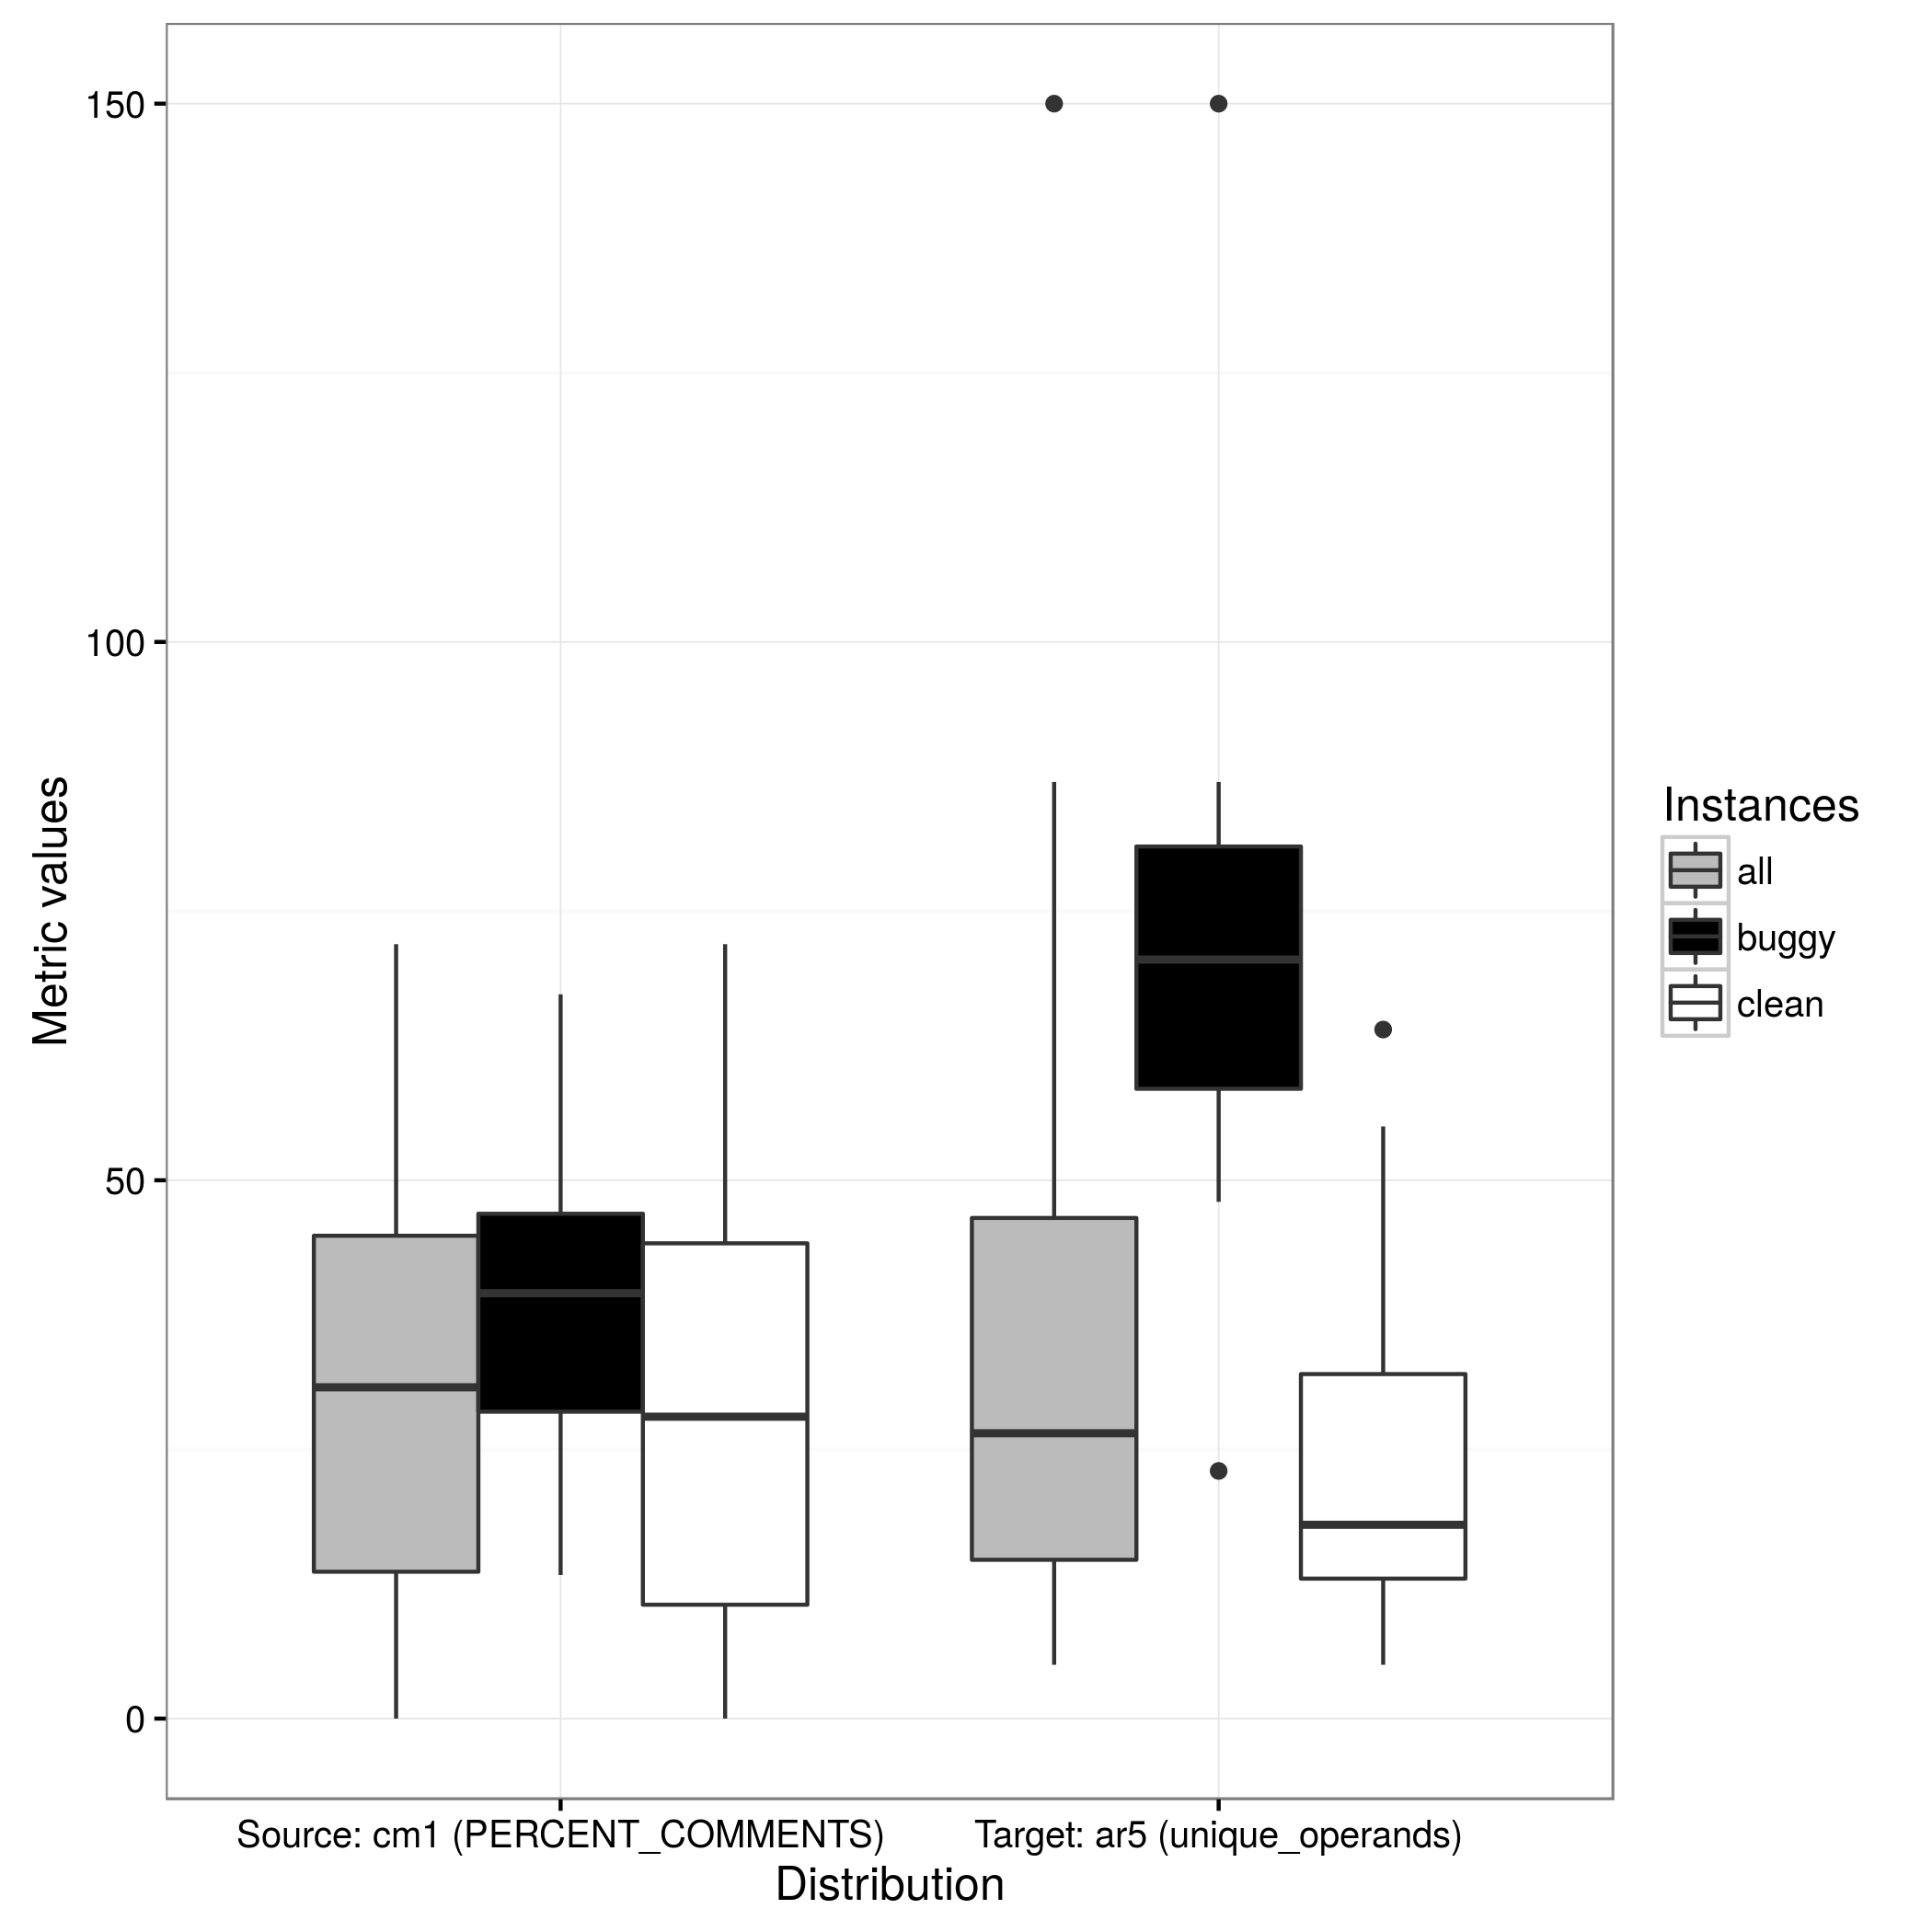 Metric values
150
100
50
0
Source: cm1 (PERCENT_COMMENTS)
Target: ar5 (unique_operands)
Distribution
Instances
all
buggy
clean